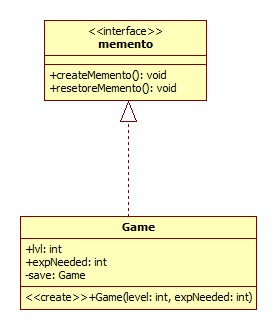 <<interface>>
memento
+createMemento(): void
+resetoreMemento(): void
Game
+lvl: int
+expNeeded: int
-save: Game
<<create>>+Game(level: int, expNeeded: int)